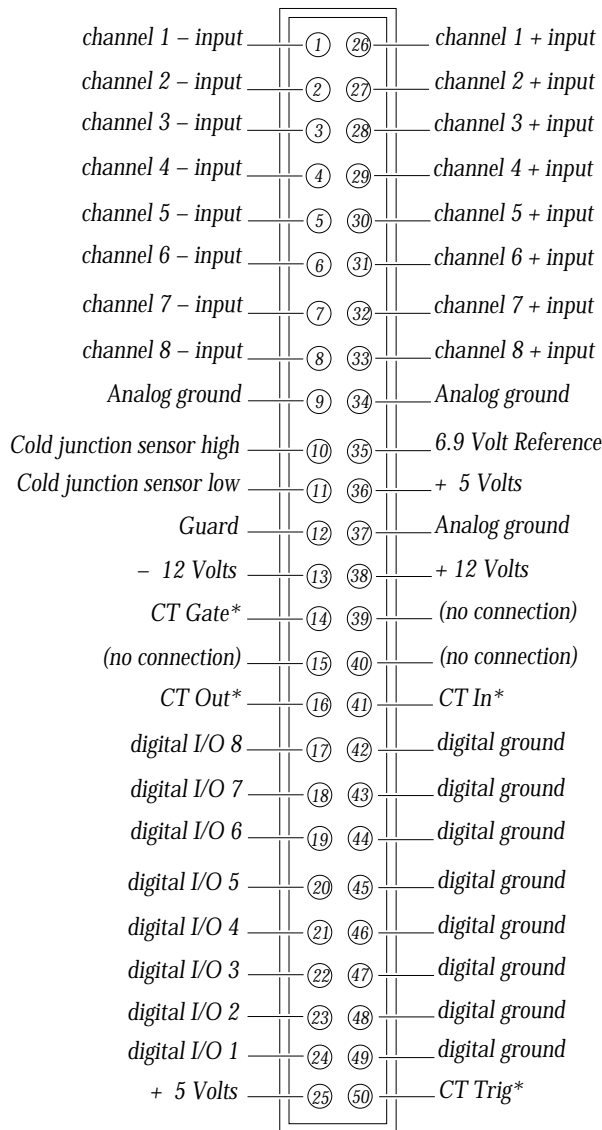 channel 1 – input 1 26 channel 1 + input
channel 2 – input 2 27 channel 2 + input
channel 3 – input 3 28 channel 3 + input
channel 4 – input 4 29 channel 4 + input
channel 5 – input 5 30 channel 5 + input
channel 6 – input 6 31 channel 6 + input
channel 7 – input 7 32 channel 7 + input
channel 8 – input 8 33 channel 8 + input
Analog ground 9 34 Analog ground
Cold junction sensor high 10 35 6.9 Volt Reference
Cold junction sensor low 11 36 + 5 Volts
Guard 12 37 Analog ground
– 12 Volts 13 38 + 12 Volts
CT Gate* 14 39 (no connection)
(no connection) 15 40 (no connection)
CT Out* 16 41 CT In*
digital I/O 8 17 42 digital ground
digital I/O 7 18 43 digital ground
digital I/O 6 19 44 digital ground
digital I/O 5 20 45 digital ground
digital I/O 4 21 46 digital ground
digital I/O 3 22 47 digital ground
digital I/O 2 23 48 digital ground
digital I/O 1 24 49 digital ground
+ 5 Volts 25 50 CT Trig*